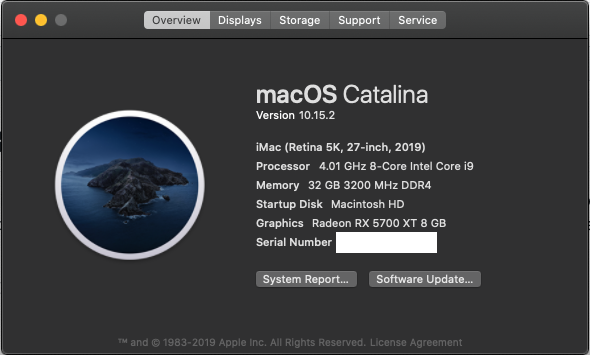 Overview Displays Storage Support Service
macOS Catalina
Version 10.15.2
iMac (Retina 5K, 27-inch, 2019)
Processor 4.01 GHz 8-Core Intel Core i9
Memory 32 GB 3200 MHz DDR4
Startup Disk Macintosh HD
Graphics Radeon RX 5700 XT 8 GB
Serial Number
System Report... Software Update...
™ and © 1983-2019 Apple Inc. All Rights Reserved. License Agreement